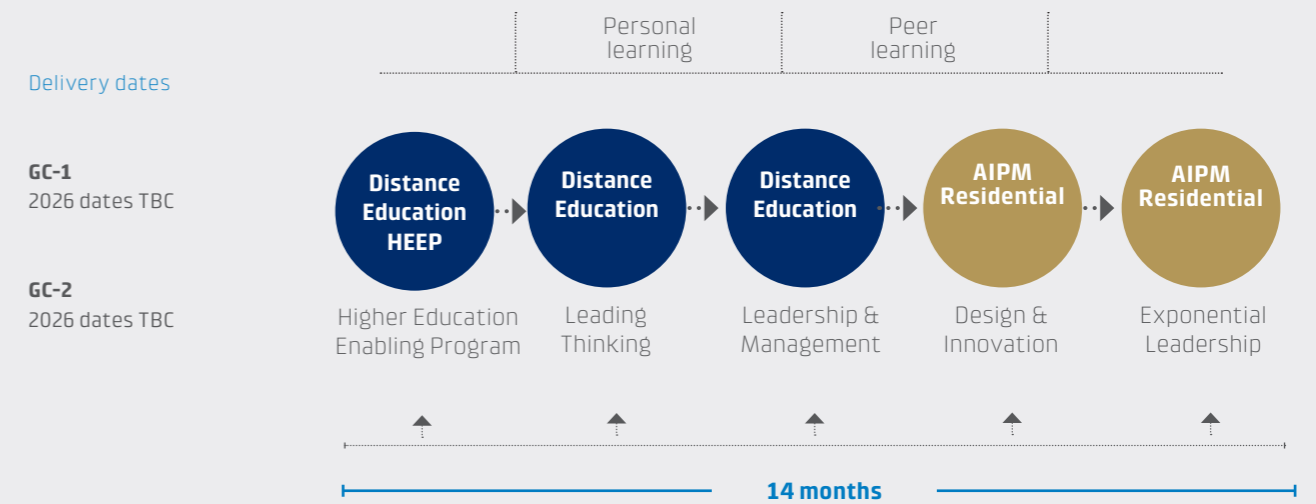 Personal
learning
Peer
learning
Delivery dates
GC-1
2026 dates TBC
GC-2
2026 dates TBC
Distance
Education
HEEP
Distance
Education
Distance
Education
AIPM
Residential
AIPM
Residential
Higher Education
Enabling Program
Leading
Thinking
Leadership &
Management
Design &
Innovation
Exponential
Leadership
14 months